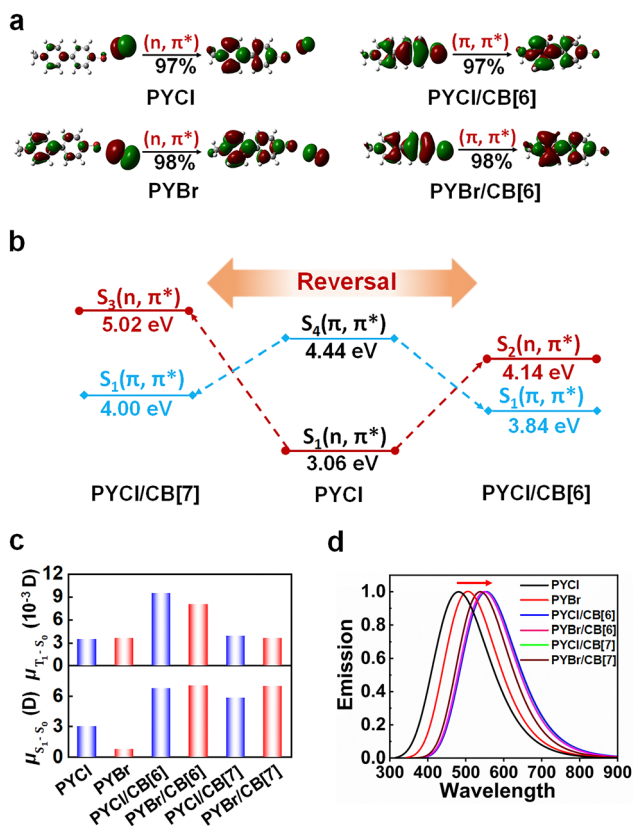 a
(n, π*) (π, π*)
97% 97%
PYCl PYCl/CB[6]
(n, π*) (π, π*)
98% 98%
PYBr PYBr/CB[6]
b
Reversal
S3(n, π*) S4(π, π*) S2(n, π*)
5.02 eV 4.44 eV 4.14 eV
S1(π, π*) S1(π, π*)
4.00 eV 3.84 eV
S1(n, π*)
3.06 eV
PYCl/CB[7] PYCl PYCl/CB[6]
c
μT1 - S0 (10⁻³ D)
12
9
6
3
0
μS1 - S0 (D)
6
3
0
PYCl PYBr PYCl/CB[6] PYBr/CB[6] PYCl/CB[7] PYBr/CB[7]
d
Emission
1.0
0.8
0.6
0.4
0.2
0.0
300 400 500 600 700 800 900
Wavelength
PYCl
PYBr
PYCl/CB[6]
PYBr/CB[6]
PYCl/CB[7]
PYBr/CB[7]